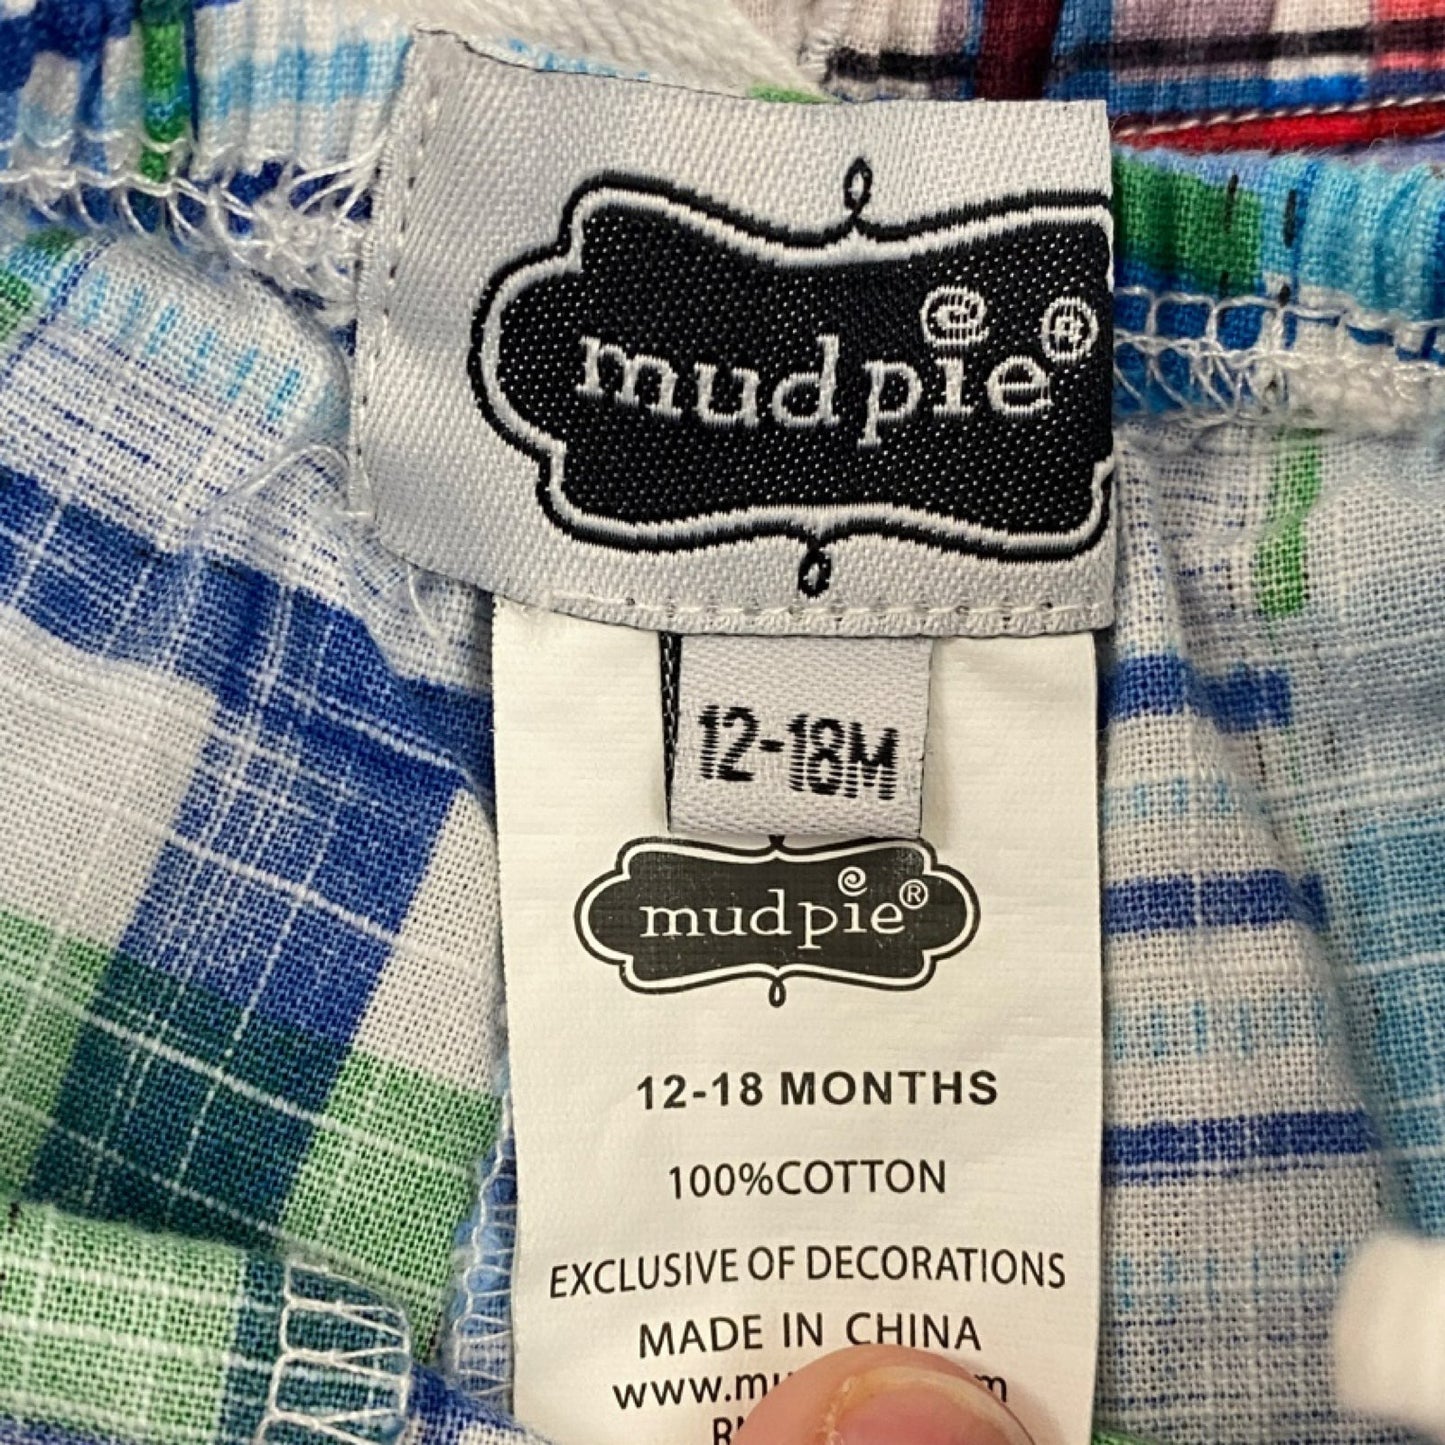 mudpie®
12-18M
mudpie®
12-18 MONTHS
100%COTTON
EXCLUSIVE OF DECORATIONS
MADE IN CHINA